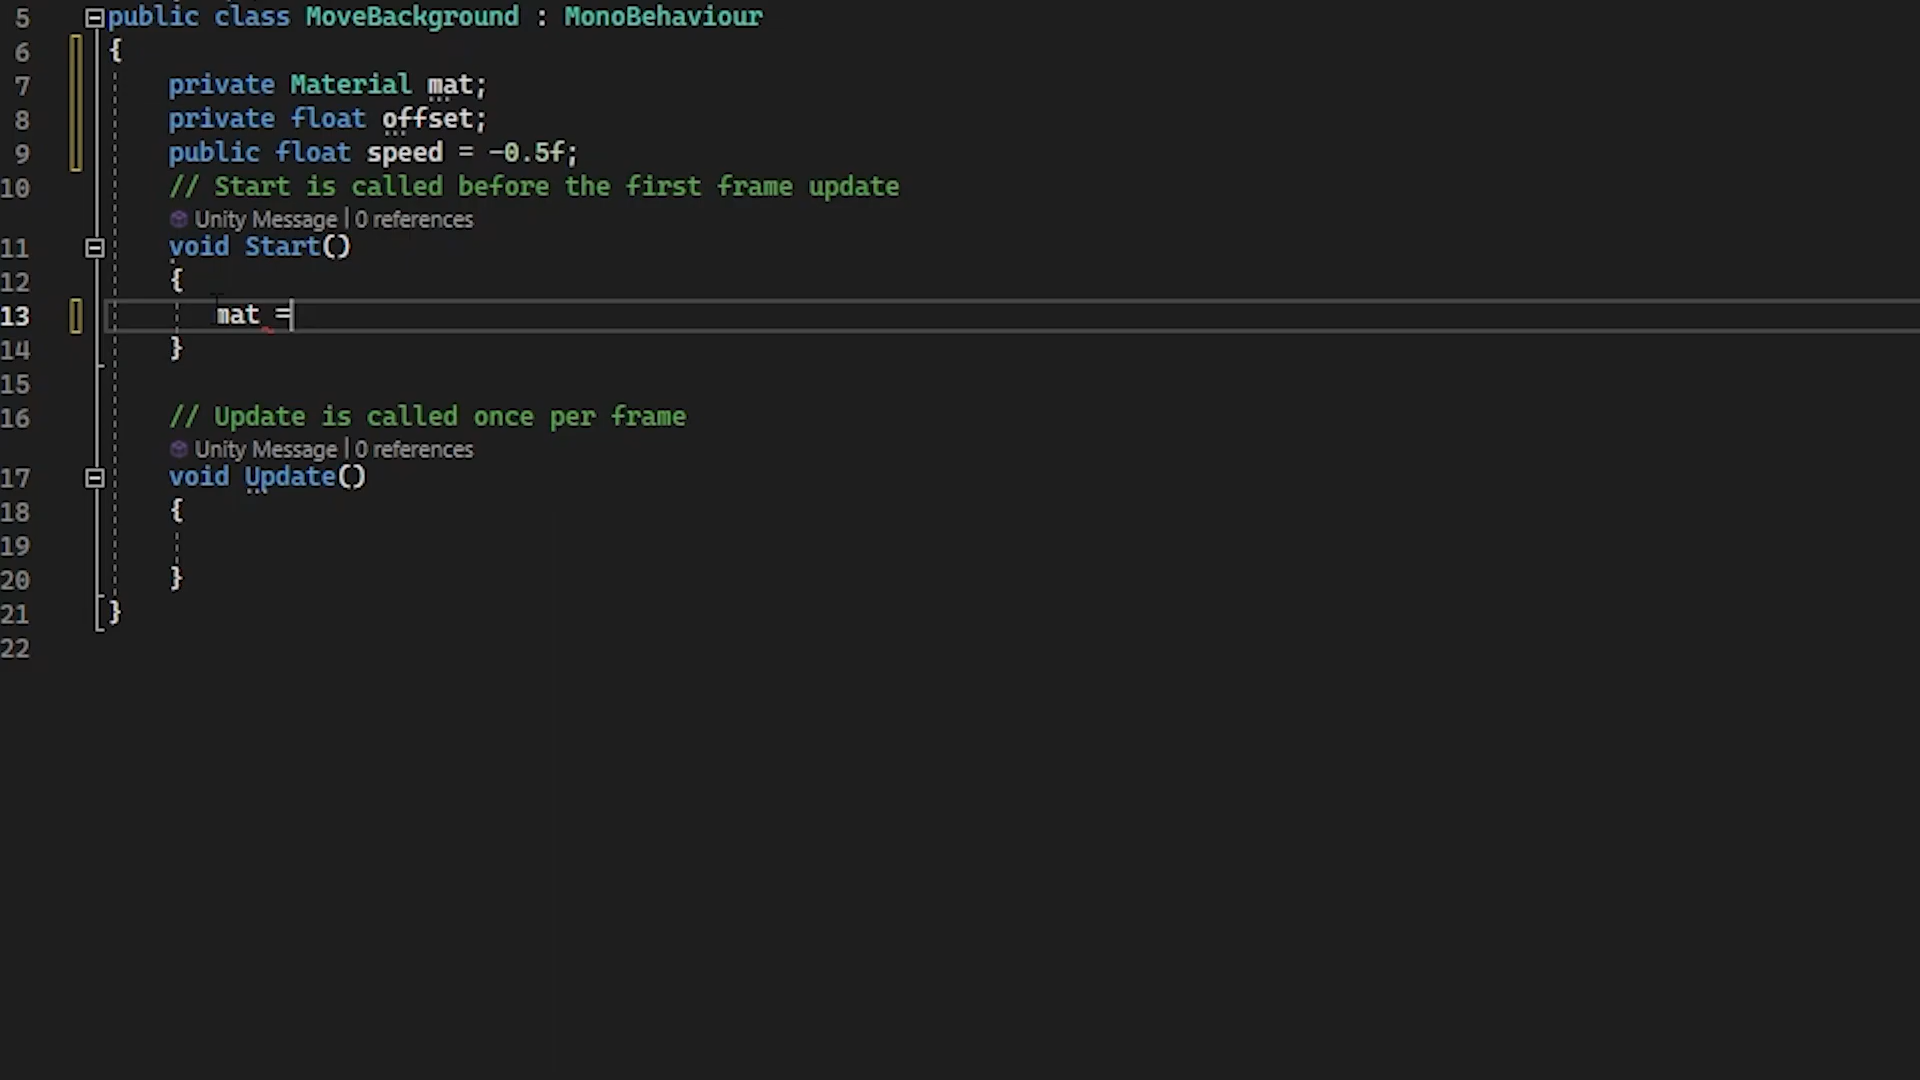 5 public class MoveBackground : MonoBehaviour
6 {
7 private Material mat;
8 private float offset;
9 public float speed = -0.5f;
10 // Start is called before the first frame update
Unity Message | 0 references
11 void Start()
12 {
13 mat =
14 }
15
16 // Update is called once per frame
Unity Message | 0 references
17 void Update()
18 {
19
20 }
21 }
22